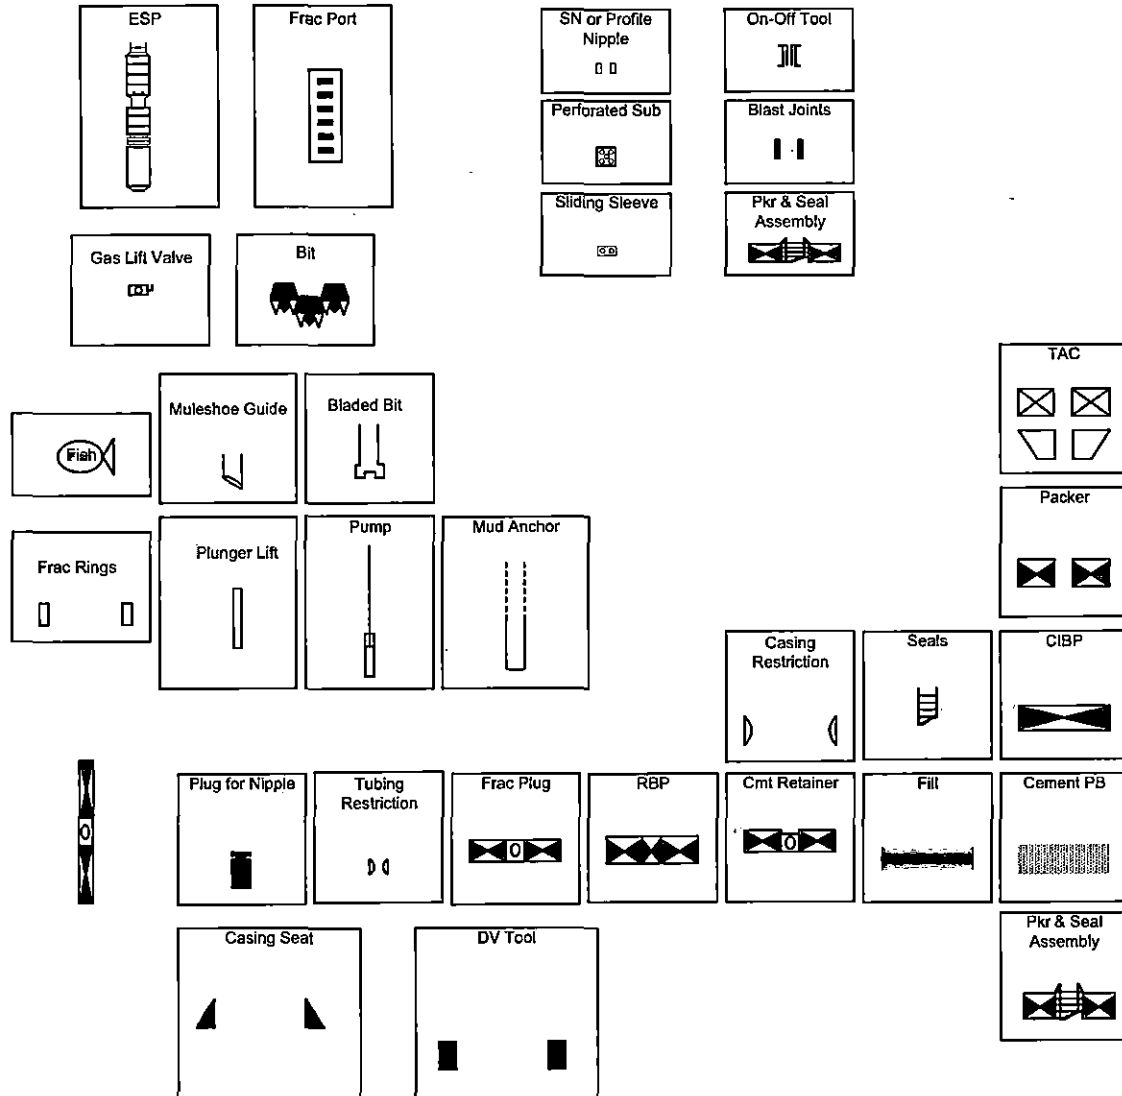 ESP
Frac Port
SN or Profile
Nipple
On-Off Tool
Perforated Sub
Blast Joints
Sliding Sleeve
Pkr & Seal
Assembly
Gas Lift Valve
Bit
TAC
Fish
Muleshoe Guide
Bladed Bit
Packer
Frac Rings
Plunger Lift
Pump
Mud Anchor
Casing
Restriction
Seals
CIBP
Plug for Nipple
Tubing
Restriction
Frac Plug
RBP
Cmt Retainer
Fill
Cement PB
Casing Seat
DV Tool
Pkr & Seal
Assembly